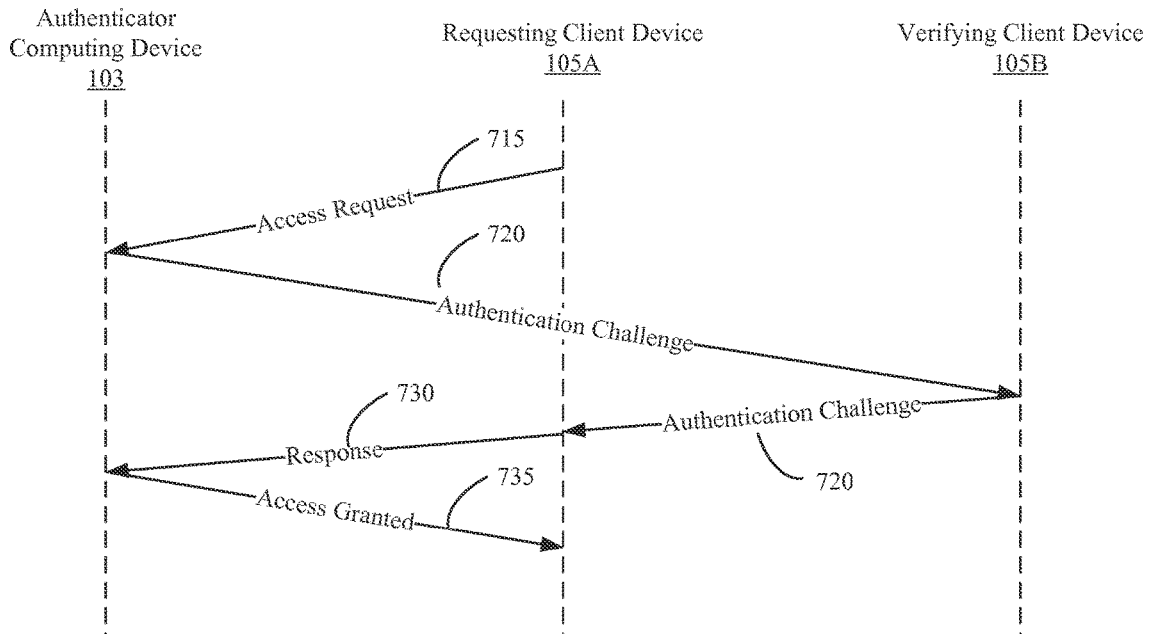 Authenticator
Computing Device
103
Requesting Client Device
105A
Verifying Client Device
105B
715
Access Request
720
Authentication Challenge
730
Authentication Challenge
Response
735
720
Access Granted